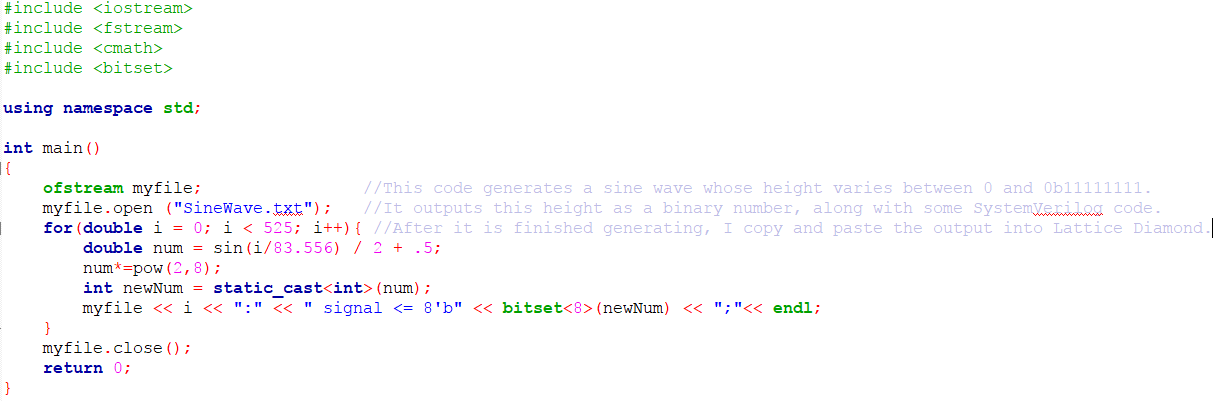 #include <iostream>
#include <fstream>
#include <cmath>
#include <bitset>
using namespace std;
int main()
{
ofstream myfile; //This code generates a sine wave whose height varies between 0 and 0b11111111.
myfile.open ("SineWave.txt"); //It outputs this height as a binary number, along with some SystemVerilog code.
for(double i = 0; i < 525; i++){ //After it is finished generating, I copy and paste the output into Lattice Diamond.
double num = sin(i/83.556) / 2 + .5;
num*=pow(2,8);
int newNum = static_cast<int>(num);
myfile << i << ":" << " signal <= 8'b" << bitset<8>(newNum) << ";"<< endl;
}
myfile.close();
return 0;
}